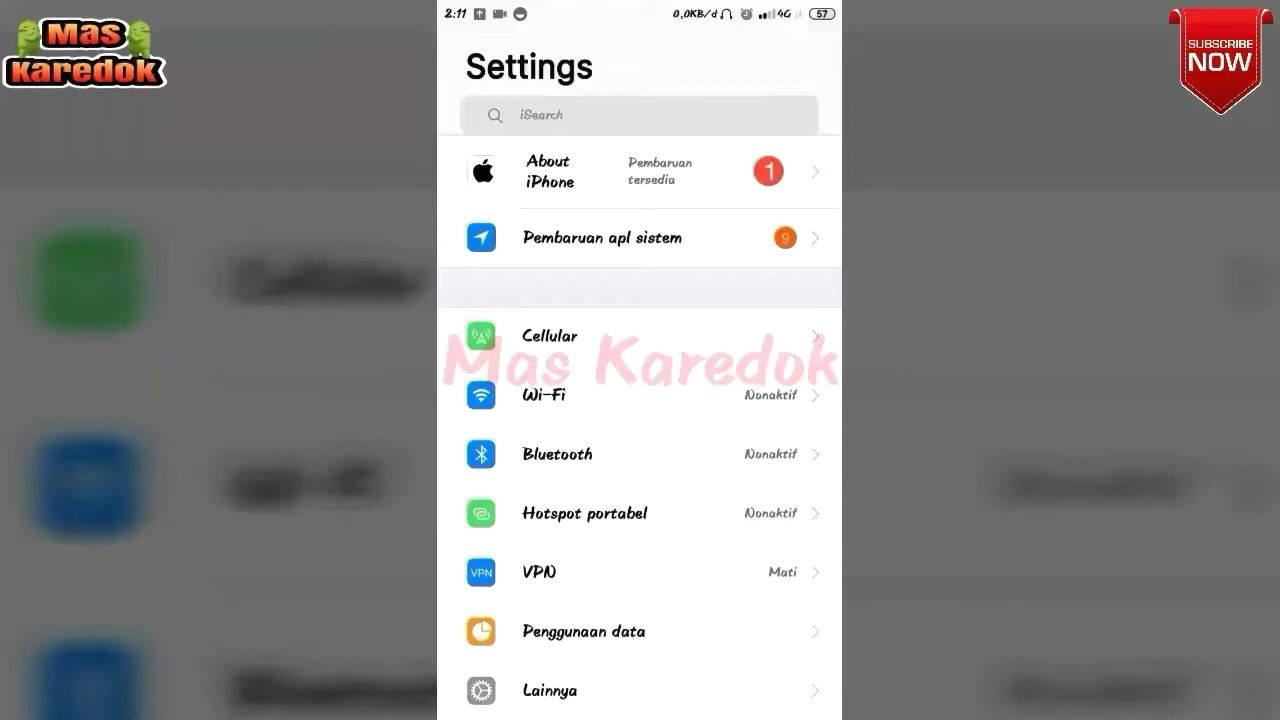 Mas
Karedok
SUBSCRIBE
NOW
2:11
0,0KB/d
4G
57
Settings
iSearch
About
iPhone
Pembaruan
tersedia
1
Pembaruan apl sistem
9
Cellular
Mas Karedok
Wi-Fi
Nonaktif
Bluetooth
Nonaktif
Hotspot portabel
Nonaktif
VPN
VPN
Mati
Penggunaan data
Lainnya